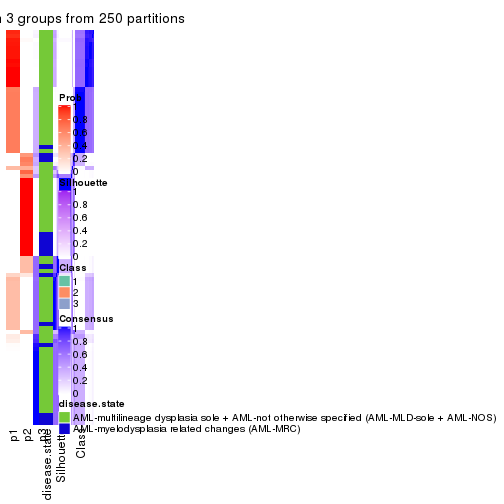 3 groups from 250 partitions
Prop
0.8
0.6
0.4
0.2
0
Silhouette
1
0.8
0.6
0.4
0.2
0
Class
1
2
3
Consensus
1
0.8
0.6
0.4
0.2
0
disease.state
AML-multilineage dysplasia sole + AML-not otherwise specified (AML-MLD-sole + AML-NOS)
AML-myelodysplasia related changes (AML-MRC)
p1
p2
p3
disease.state
Silhouette
Class